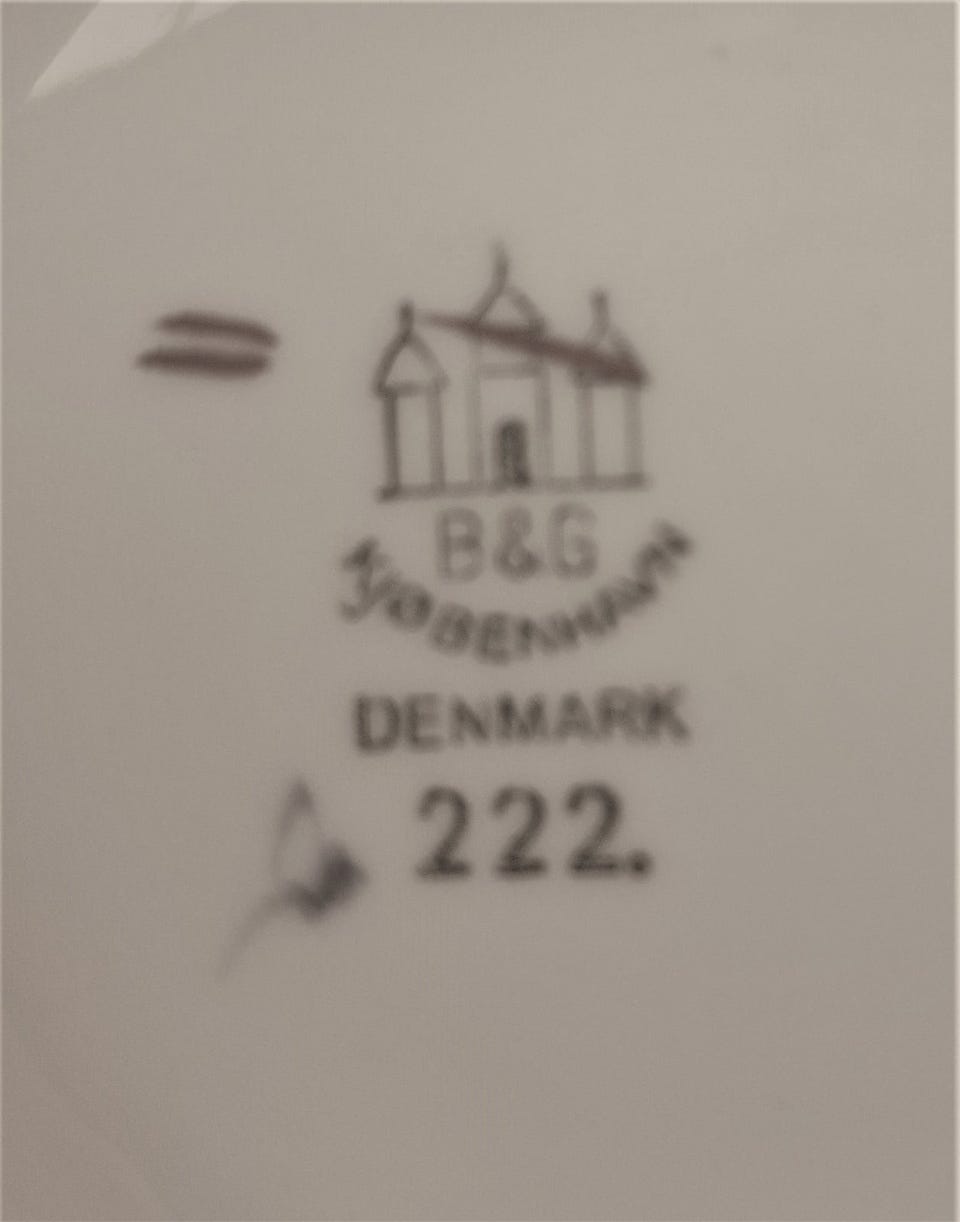 B&G
KJØBENHAVN
DENMARK
222.